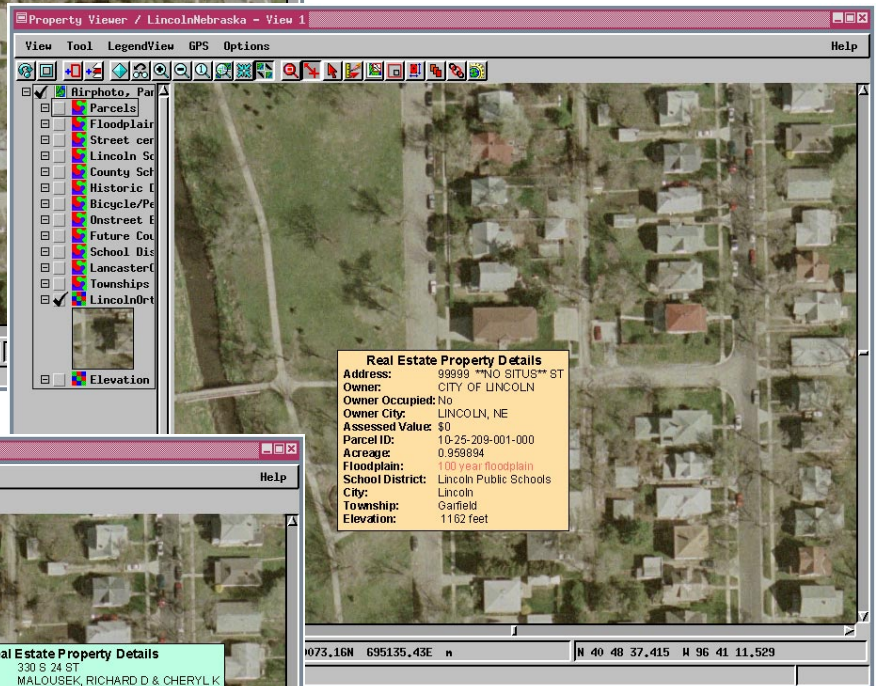 Property Viewer / LincolnNebraska - View 1
View Tool LegendView GPS Options Help
Airphoto, Par
Parcels
Floodplain
Street cen
Lincoln Sc
County Sch
Historic D
Bicycle/Pe
Onstreet B
Future Cou
School Dis
LancasterC
Townships
LincolnOrt
Elevation
Real Estate Property Details
Address: 99999 **NO SITUS** ST
Owner: CITY OF LINCOLN
Owner Occupied: No
Owner City: LINCOLN, NE
Assessed Value: $0
Parcel ID: 10-25-209-001-000
Acreage: 0.959894
Floodplain: 100 year floodplain
School District: Lincoln Public Schools
City: Lincoln
Township: Garfield
Elevation: 1162 feet
Help
al Estate Property Details
330 S 24 ST
MALOUSEK, RICHARD D & CHERYL K
073.16N 695135.43E m
N 40 48 37.415 W 96 41 11.529